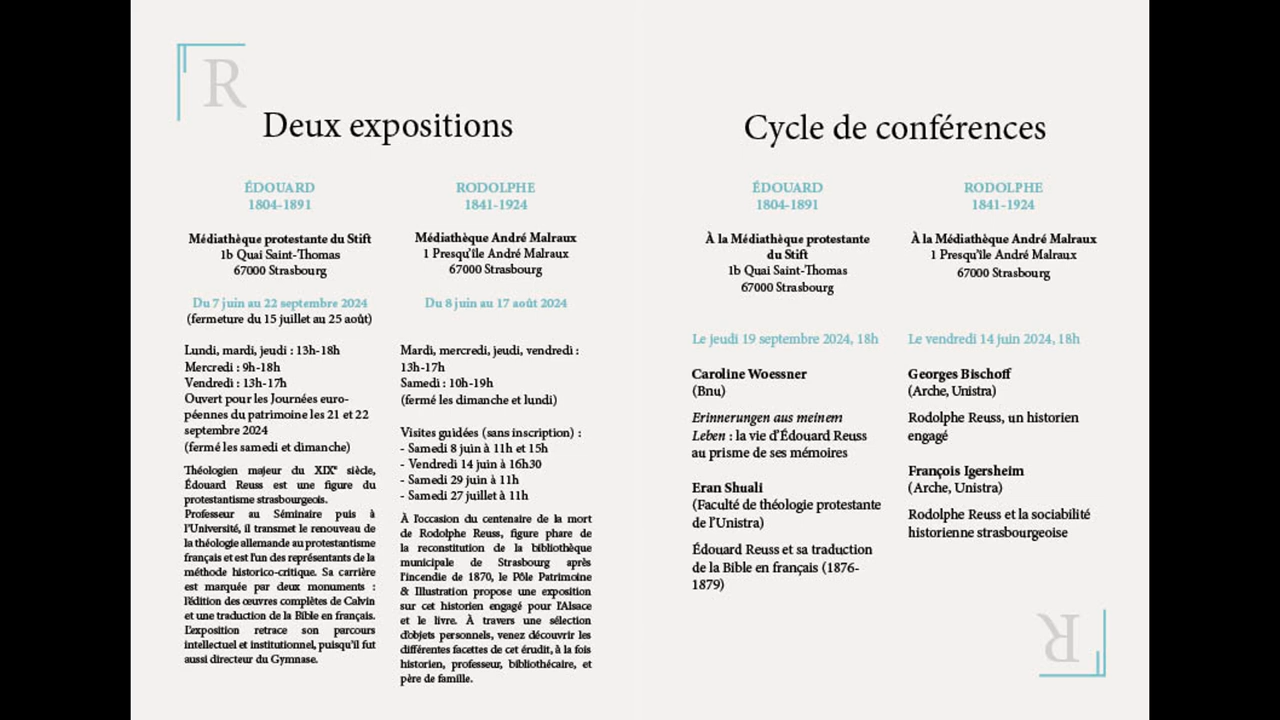 R
Deux expositions
ÉDOUARD
1804-1891
Médiathèque protestante du Stift
1b Quai Saint-Thomas
67000 Strasbourg
Du 7 juin au 22 septembre 2024
(fermeture du 15 juillet au 25 août)
Lundi, mardi, jeudi : 13h-18h
Mercredi : 9h-18h
Vendredi : 13h-17h
Ouvert pour les Journées euro-
péennes du patrimoine les 21 et 22
septembre 2024
(fermé les samedi et dimanche)
Théologien majeur du XIXe siècle,
Édouard Reuss est une figure du
protestantisme strasbourgeois.
Professeur au Séminaire puis à
l'Université, il transmet le renouveau de
la théologie allemande au protestantisme
français et est l'un des représentants de la
méthode historico-critique. Sa carrière
est marquée par deux monuments :
l'édition des œuvres complètes de Calvin
et une traduction de la Bible en français.
L'exposition retrace son parcours
intellectuel et institutionnel, puisqu'il fut
aussi directeur du Gymnase.
RODOLPHE
1841-1924
Médiathèque André Malraux
1 Presqu'île André Malraux
67000 Strasbourg
Du 8 juin au 17 août 2024
Mardi, mercredi, jeudi, vendredi :
13h-17h
Samedi : 10h-19h
(fermé les dimanche et lundi)
Visites guidées (sans inscription) :
- Samedi 8 juin à 11h et 15h
- Vendredi 14 juin à 16h30
- Samedi 29 juin à 11h
- Samedi 27 juillet à 11h
À l'occasion du centenaire de la mort
de Rodolphe Reuss, figure phare de
la reconstitution de la bibliothèque
municipale de Strasbourg après
l'incendie de 1870, le Pôle Patrimoine
& Illustration propose une exposition
sur cet historien engagé pour l'Alsace
et le livre. À travers une sélection
d'objets personnels, venez découvrir les
différentes facettes de cet érudit, à la fois
historien, professeur, bibliothécaire, et
père de famille.
Cycle de conférences
ÉDOUARD
1804-1891
À la Médiathèque protestante
du Stift
1b Quai Saint-Thomas
67000 Strasbourg
Le jeudi 19 septembre 2024, 18h
Caroline Woessner
(Bnu)
Erinnerungen aus meinem
Leben : la vie d'Édouard Reuss
au prisme de ses mémoires
Eran Shuali
(Faculté de théologie protestante
de l'Unistra)
Édouard Reuss et sa traduction
de la Bible en français (1876-
1879)
RODOLPHE
1841-1924
À la Médiathèque André Malraux
1 Presqu'île André Malraux
67000 Strasbourg
Le vendredi 14 juin 2024, 18h
Georges Bischoff
(Arche, Unistra)
Rodolphe Reuss, un historien
engagé
François Igersheim
(Arche, Unistra)
Rodolphe Reuss et la sociabilité
historienne strasbourgeoise
R